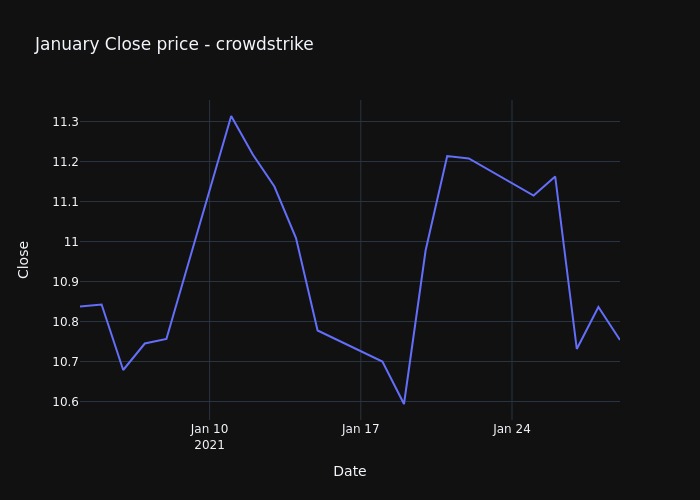 January Close price - crowdstrike
11.3
11.2
11.1
11
10.9
10.8
10.7
10.6
Close
Jan 10
2021
Jan 17
Jan 24
Date